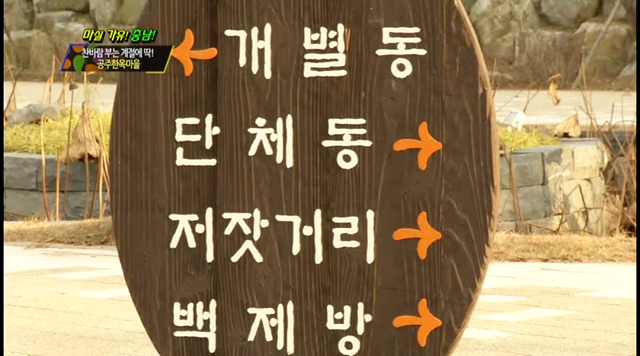 마실 가유! 충남!
찬바람 부는 계절에 딱!
공주한옥마을
개별동
단체동
저잣거리
백제방